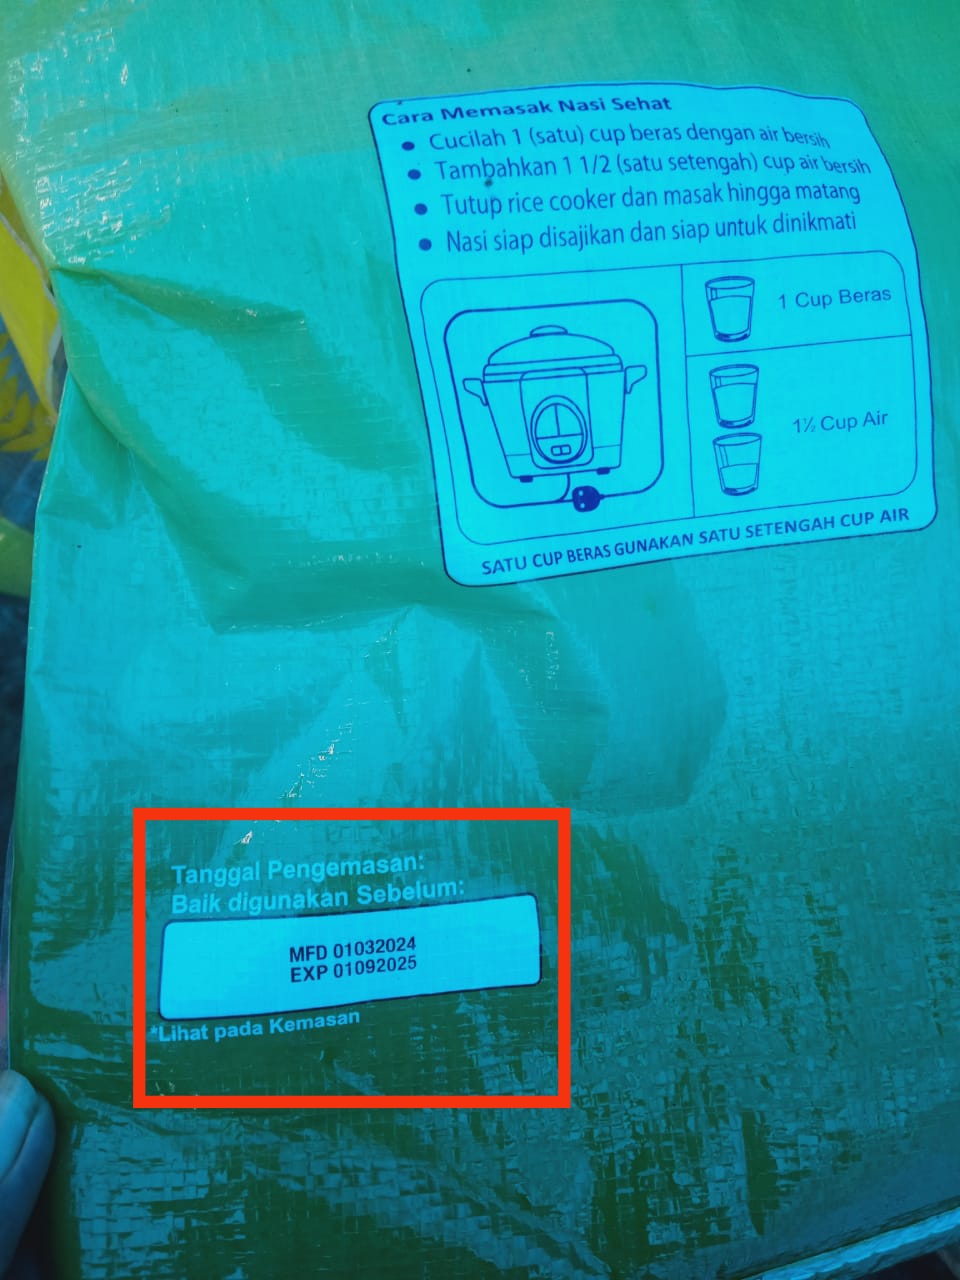 Cara Memasak Nasi Sehat
• Cucilah 1 (satu) cup beras dengan air bersih
• Tambahkan 1 1/2 (satu setengah) cup air bersih
• Tutup rice cooker dan masak hingga matang
• Nasi siap disajikan dan siap untuk dinikmati
1 Cup Beras
1½ Cup Air
SATU CUP BERAS GUNAKAN SATU SETENGAH CUP AIR
Tanggal Pengemasan:
Baik digunakan Sebelum:
MFD 01032024
EXP 01092025
*Lihat pada Kemasan